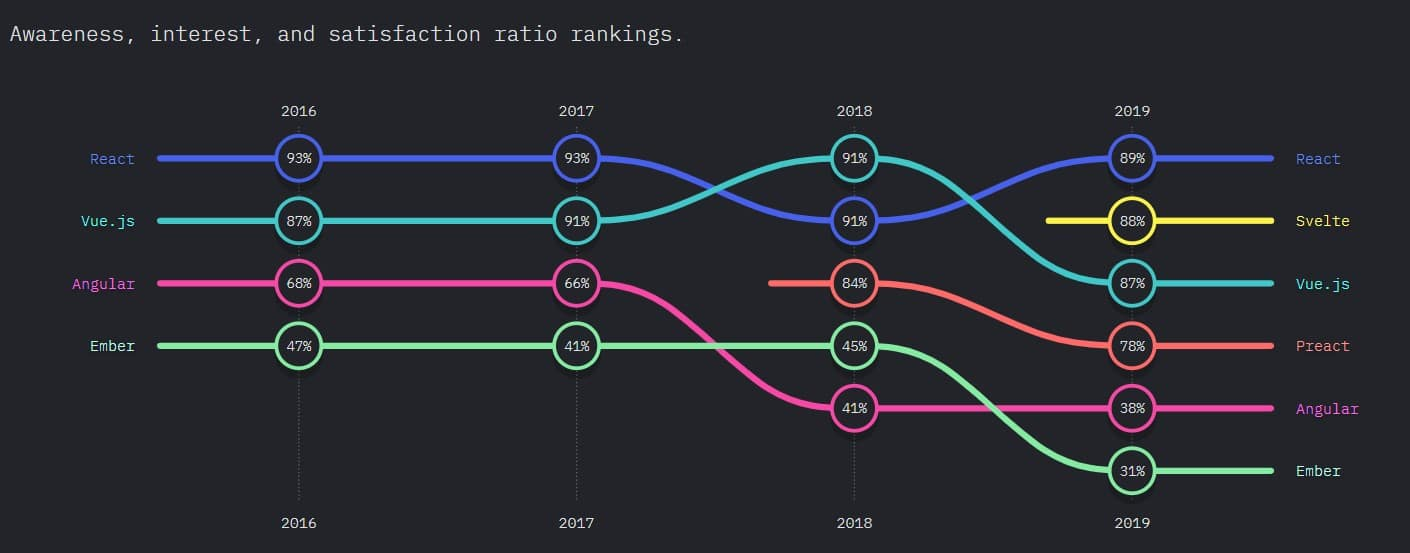 Awareness, interest, and satisfaction ratio rankings.
2016 2017 2018 2019
React 93% 93% 91% 89% React
Vue.js 87% 91% 91% 88% Svelte
Angular 68% 66% 84% 87% Vue.js
Ember 47% 41% 45% 78% Preact
41% 38% Angular
31% Ember
2016 2017 2018 2019